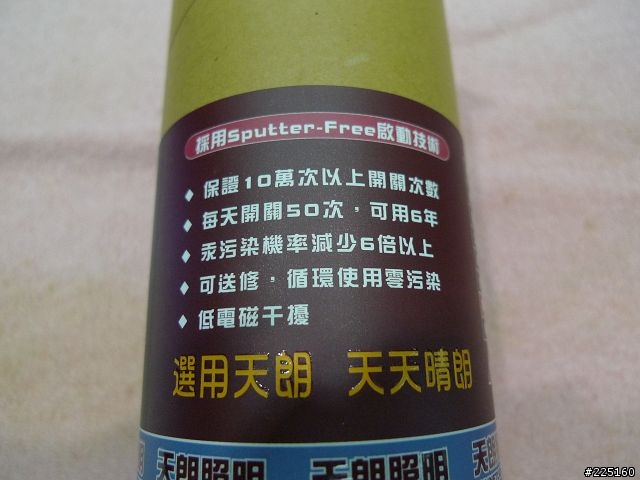 採用Sputter-Free啟動技術
◆ 保證10萬次以上開關次數
◆ 每天開關50次，可用6年
◆ 汞污染機率減少6倍以上
◆ 可送修，循環使用零污染
◆ 低電磁干擾
選用天朗 天天晴朗
天朗照明 天朗照明 天朗
#225160